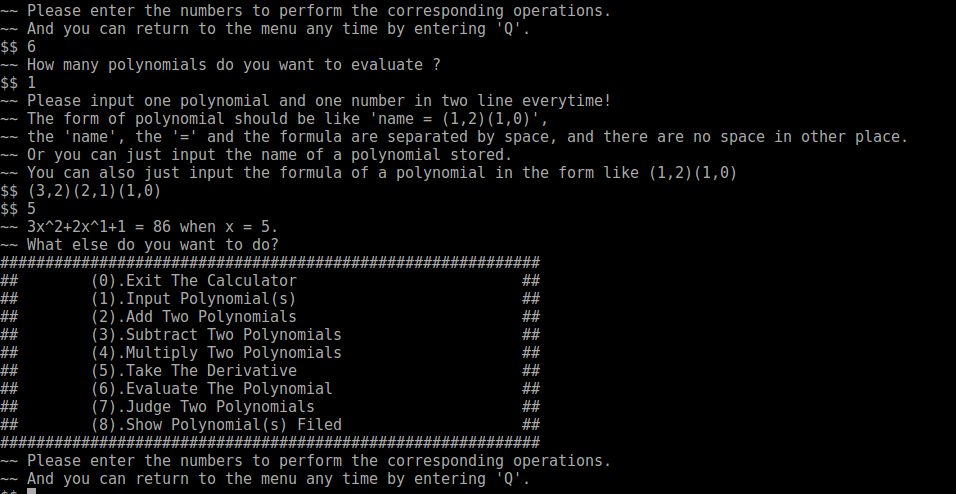 ~~ Please enter the numbers to perform the corresponding operations.
~~ And you can return to the menu any time by entering 'Q'.
$$ 6
~~ How many polynomials do you want to evaluate ?
$$ 1
~~ Please input one polynomial and one number in two line everytime!
~~ The form of polynomial should be like 'name = (1,2)(1,0)',
~~ the 'name', the '=' and the formula are separated by space, and there are no space in other place.
~~ Or you can just input the name of a polynomial stored.
~~ You can also just input the formula of a polynomial in the form like (1,2)(1,0)
$$ (3,2)(2,1)(1,0)
$$ 5
~~ 3x^2+2x^1+1 = 86 when x = 5.
~~ What else do you want to do?
############################################################
##        (0).Exit The Calculator                         ##
##        (1).Input Polynomial(s)                         ##
##        (2).Add Two Polynomials                         ##
##        (3).Subtract Two Polynomials                    ##
##        (4).Multiply Two Polynomials                    ##
##        (5).Take The Derivative                         ##
##        (6).Evaluate The Polynomial                     ##
##        (7).Judge Two Polynomials                       ##
##        (8).Show Polynomial(s) Filed                    ##
############################################################
~~ Please enter the numbers to perform the corresponding operations.
~~ And you can return to the menu any time by entering 'Q'.
$$